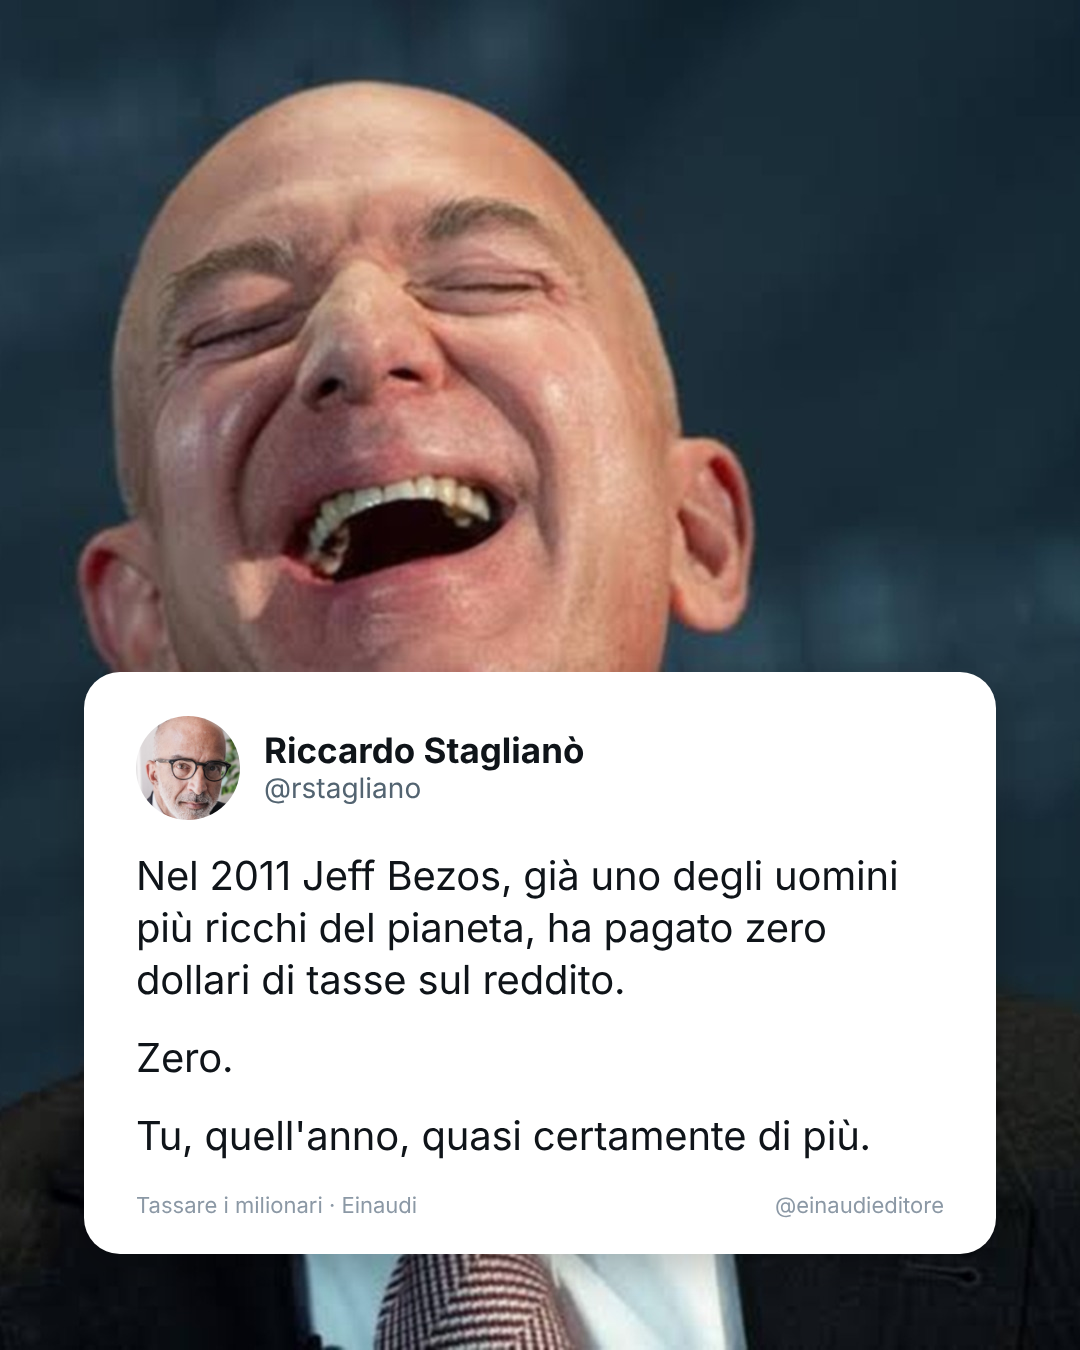 Riccardo Staglianò
@rstagliano
Nel 2011 Jeff Bezos, già uno degli uomini
più ricchi del pianeta, ha pagato zero
dollari di tasse sul reddito.
Zero.
Tu, quell'anno, quasi certamente di più.
Tassare i milionari · Einaudi
@einaudieditore